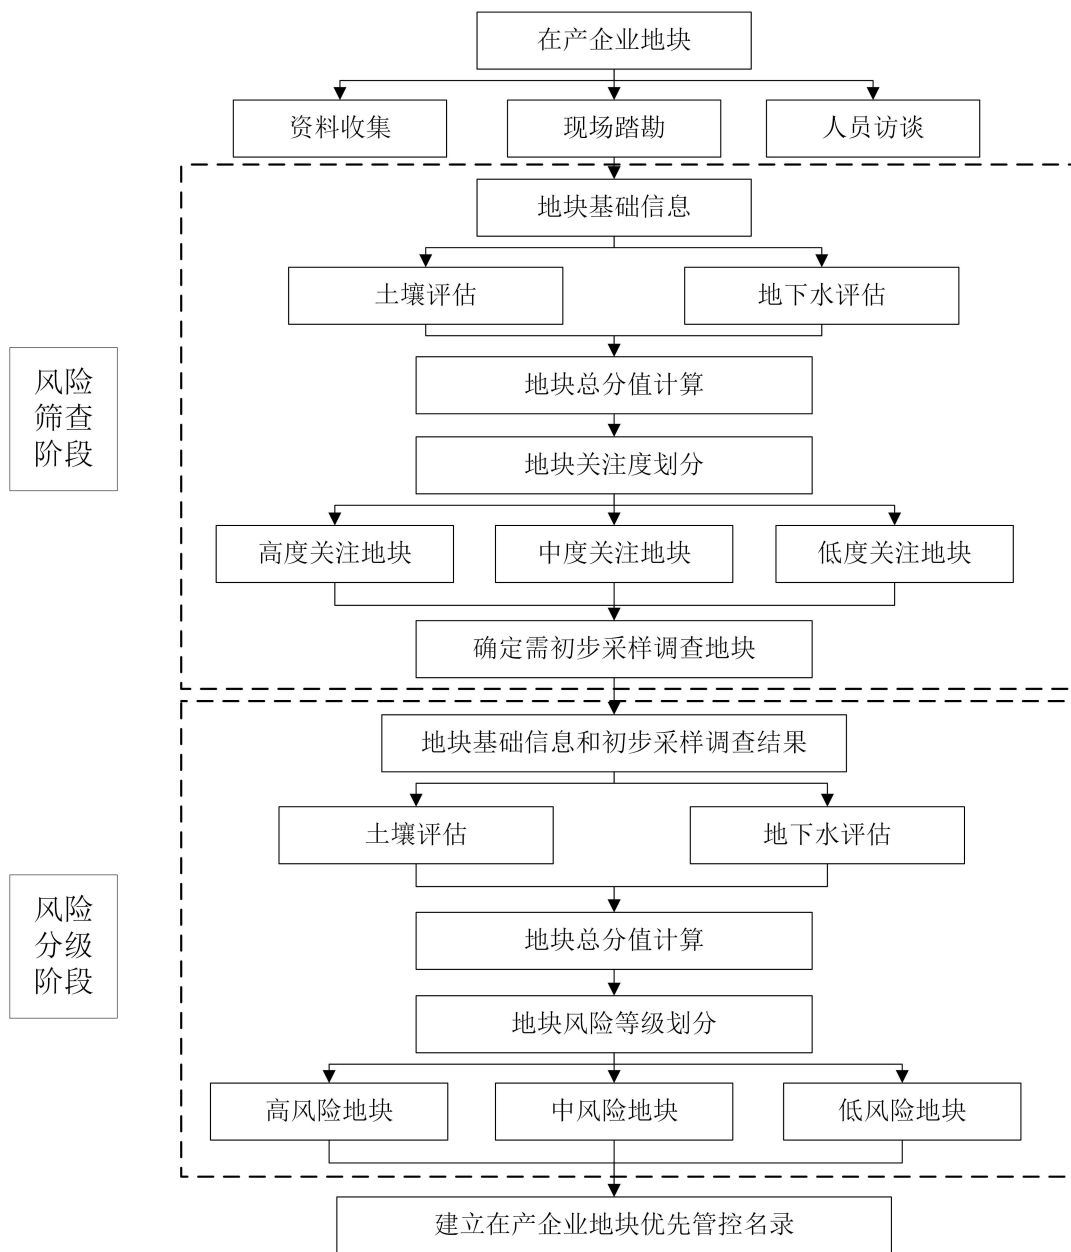 在产企业地块
资料收集
现场踏勘
人员访谈
地块基础信息
土壤评估
地下水评估
地块总分值计算
风险
筛查
阶段
地块关注度划分
高度关注地块
中度关注地块
低度关注地块
确定需初步采样调查地块
地块基础信息和初步采样调查结果
土壤评估
地下水评估
风险
分级
阶段
地块总分值计算
地块风险等级划分
高风险地块
中风险地块
低风险地块
建立在产企业地块优先管控名录